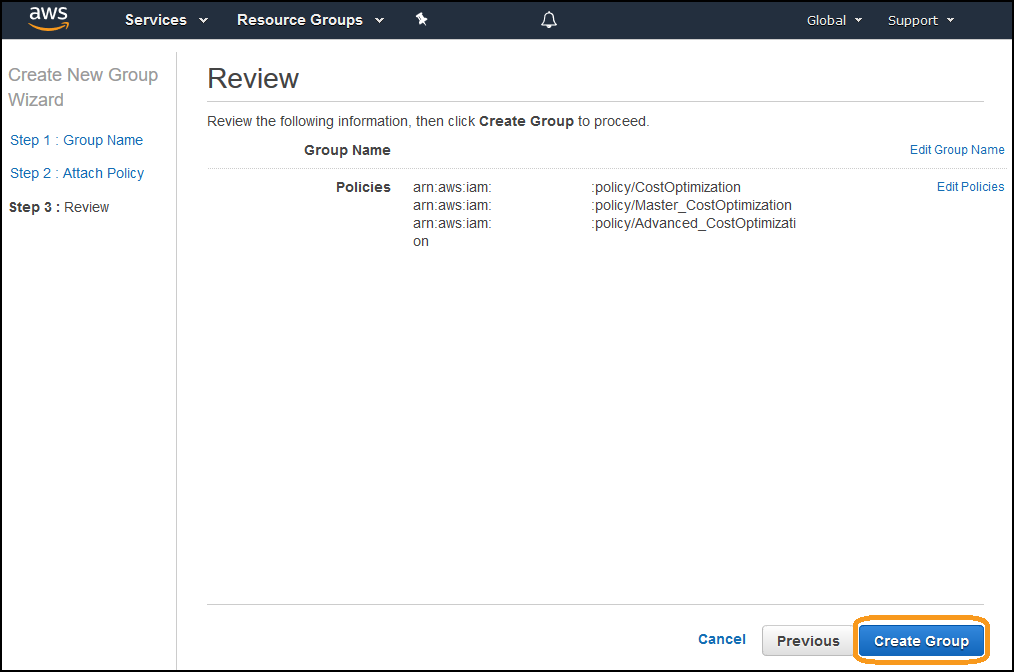 aws Services Resource Groups Global Support
Create New Group
Wizard
Step 1 : Group Name
Step 2 : Attach Policy
Step 3 : Review
Review
Review the following information, then click Create Group to proceed.
Group Name Edit Group Name
Policies arn:aws:iam: :policy/CostOptimization Edit Policies
arn:aws:iam: :policy/Master_CostOptimization
arn:aws:iam: :policy/Advanced_CostOptimizati
on
Cancel Previous Create Group